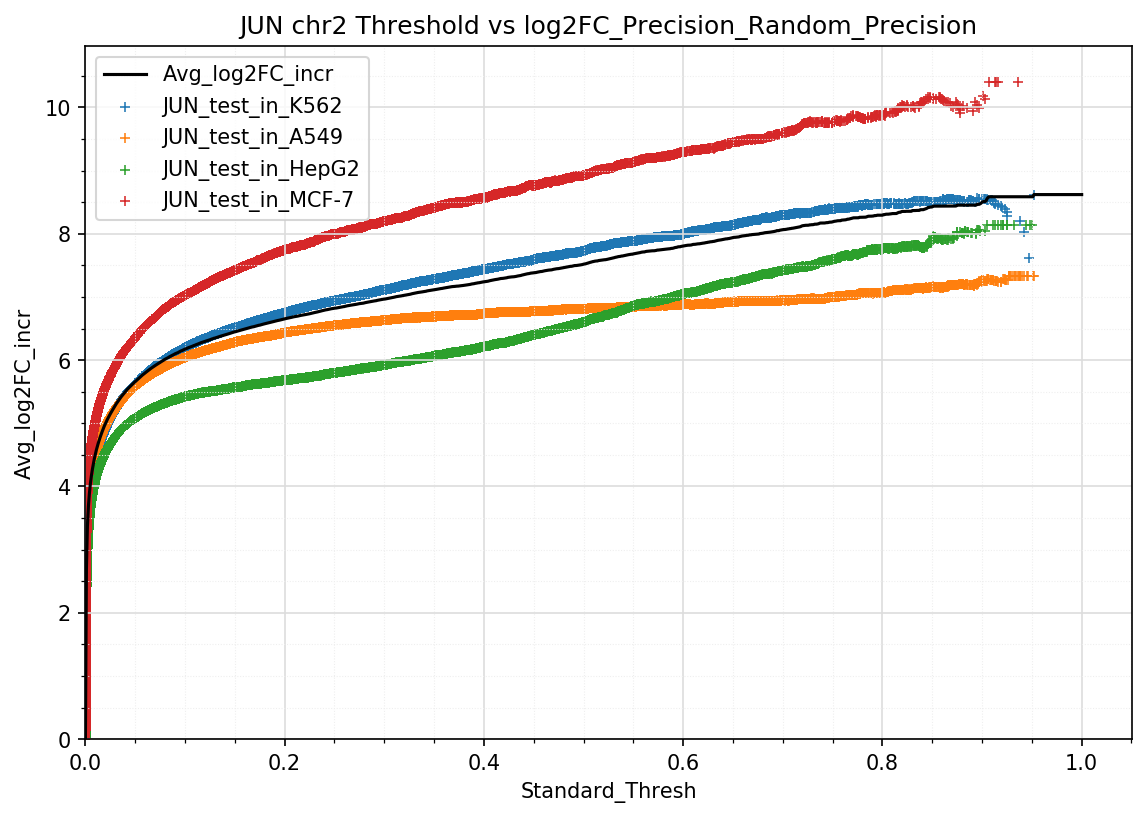 JUN chr2 Threshold vs log2FC_Precision_Random_Precision
Avg_log2FC_incr
JUN_test_in_K562
JUN_test_in_A549
JUN_test_in_HepG2
JUN_test_in_MCF-7
Avg_log2FC_incr
10
8
6
4
2
0
0.0 0.2 0.4 0.6 0.8 1.0
Standard_Thresh